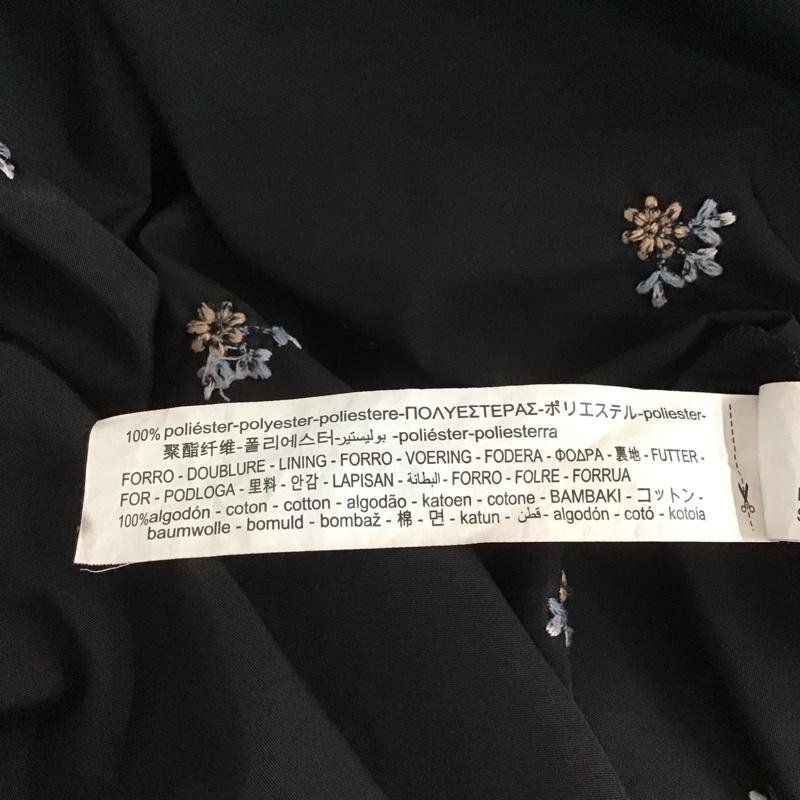 100% poliéster-polyester-poliestere-ΠΟΛΥΕΣΤΕΡΑΣ-ポリエステル-poliester-
聚酯纤维-폴리에스터-بوليستير -poliéster-poliesterra
FORRO - DOUBLURE - LINING - FORRO - VOERING - FODERA - ΦΟΔΡΑ - 裏地 - FUTTER -
FOR - PODLOGA - 里料 - 안감 - LAPISAN - البطانة - FORRO - FOLRE - FORRUA
100%algodón - coton - cotton - algodão - katoen - cotone - BAMBAKI - コットン -
baumwolle - bomuld - bombaž - 棉 - 면 - katun - قطن - algodón - cotó - kotoia